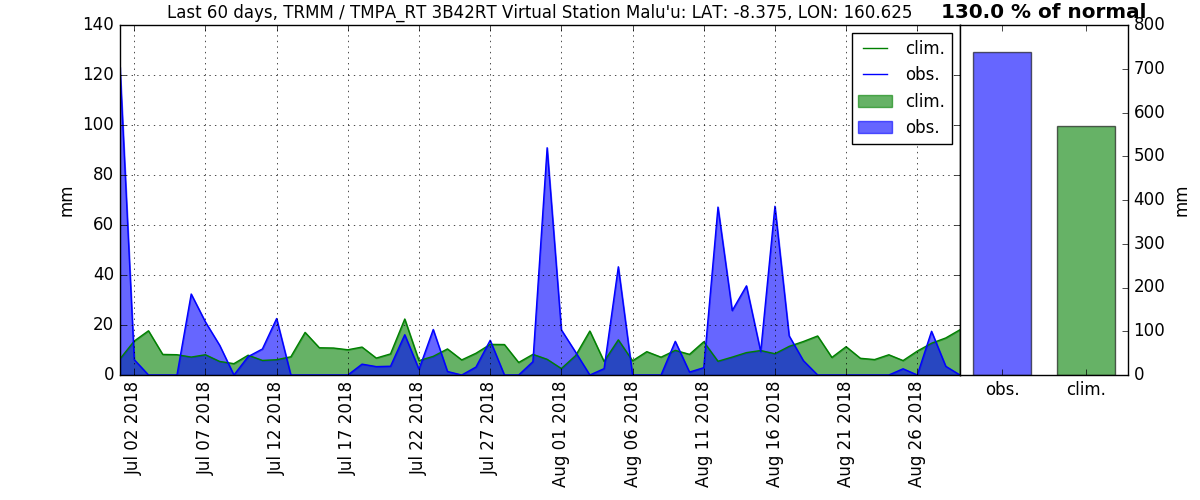 Last 60 days, TRMM / TMPA_RT 3B42RT Virtual Station Malu'u: LAT: -8.375, LON: 160.625
130.0 % of normal
140
120
100
80
60
40
20
0
mm
clim.
obs.
clim.
obs.
800
700
600
500
400
300
200
100
0
mm
Jul 02 2018
Jul 07 2018
Jul 12 2018
Jul 17 2018
Jul 22 2018
Jul 27 2018
Aug 01 2018
Aug 06 2018
Aug 11 2018
Aug 16 2018
Aug 21 2018
Aug 26 2018
obs.
clim.